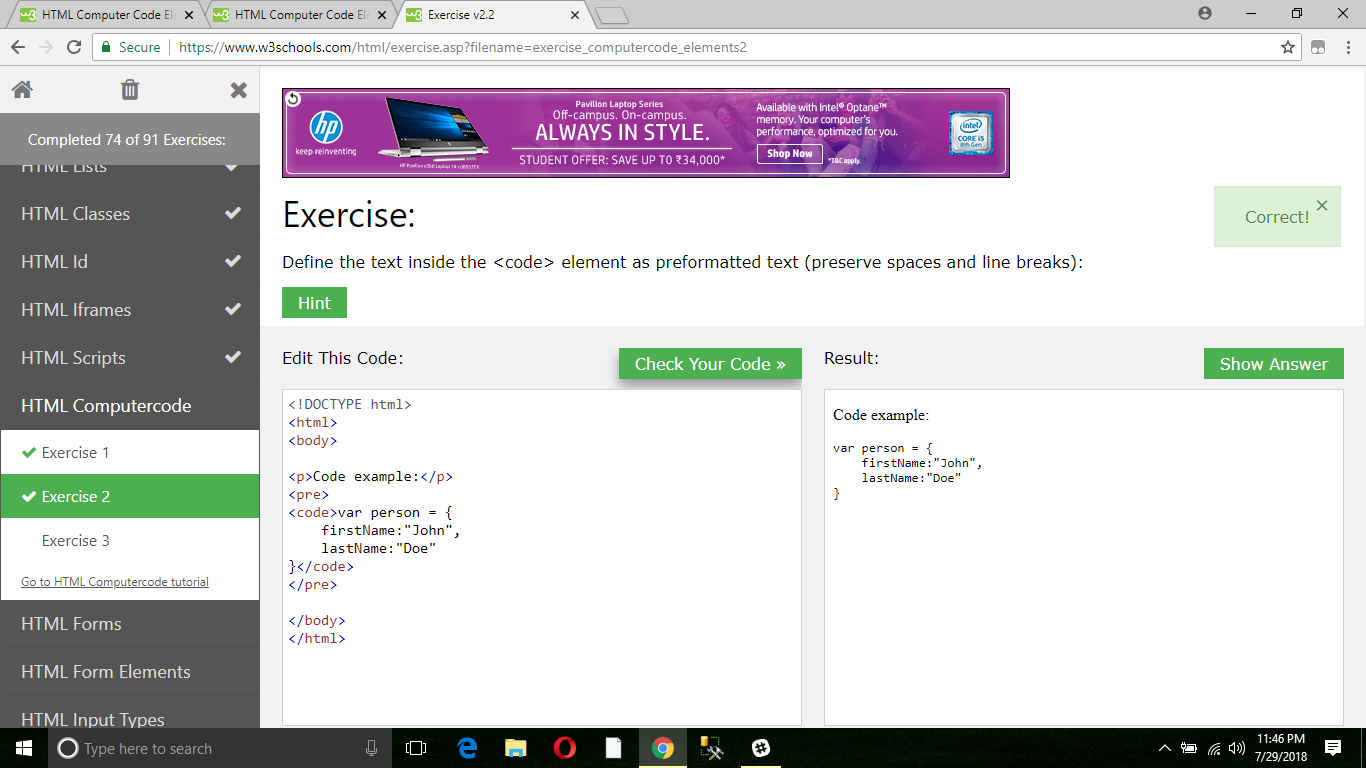 HTML Computer Code El
HTML Computer Code El
Exercise v2.2
Secure
https://www.w3schools.com/html/exercise.asp?filename=exercise_computercode_elements2
Completed 74 of 91 Exercises:
HTML Lists
HTML Classes
HTML Id
HTML Iframes
HTML Scripts
HTML Computercode
Exercise 1
Exercise 2
Exercise 3
Go to HTML Computercode tutorial
HTML Forms
HTML Form Elements
HTML Input Types
hp
keep reinventing
Pavilion Laptop Series
Off-campus. On-campus.
ALWAYS IN STYLE.
STUDENT OFFER: SAVE UP TO ₹34,000*
Available with Intel® Optane™
memory. Your computer's
performance, optimized for you.
Shop Now
*T&C apply.
intel
CORE i5
8th Gen
Exercise:
Correct!
Define the text inside the <code> element as preformatted text (preserve spaces and line breaks):
Hint
Edit This Code:
Check Your Code »
<!DOCTYPE html>
<html>
<body>
<p>Code example:</p>
<pre>
<code>var person = {
    firstName:"John",
    lastName:"Doe"
}</code>
</pre>
</body>
</html>
Result:
Show Answer
Code example:
var person = {
    firstName:"John",
    lastName:"Doe"
}
Type here to search
11:46 PM
7/29/2018